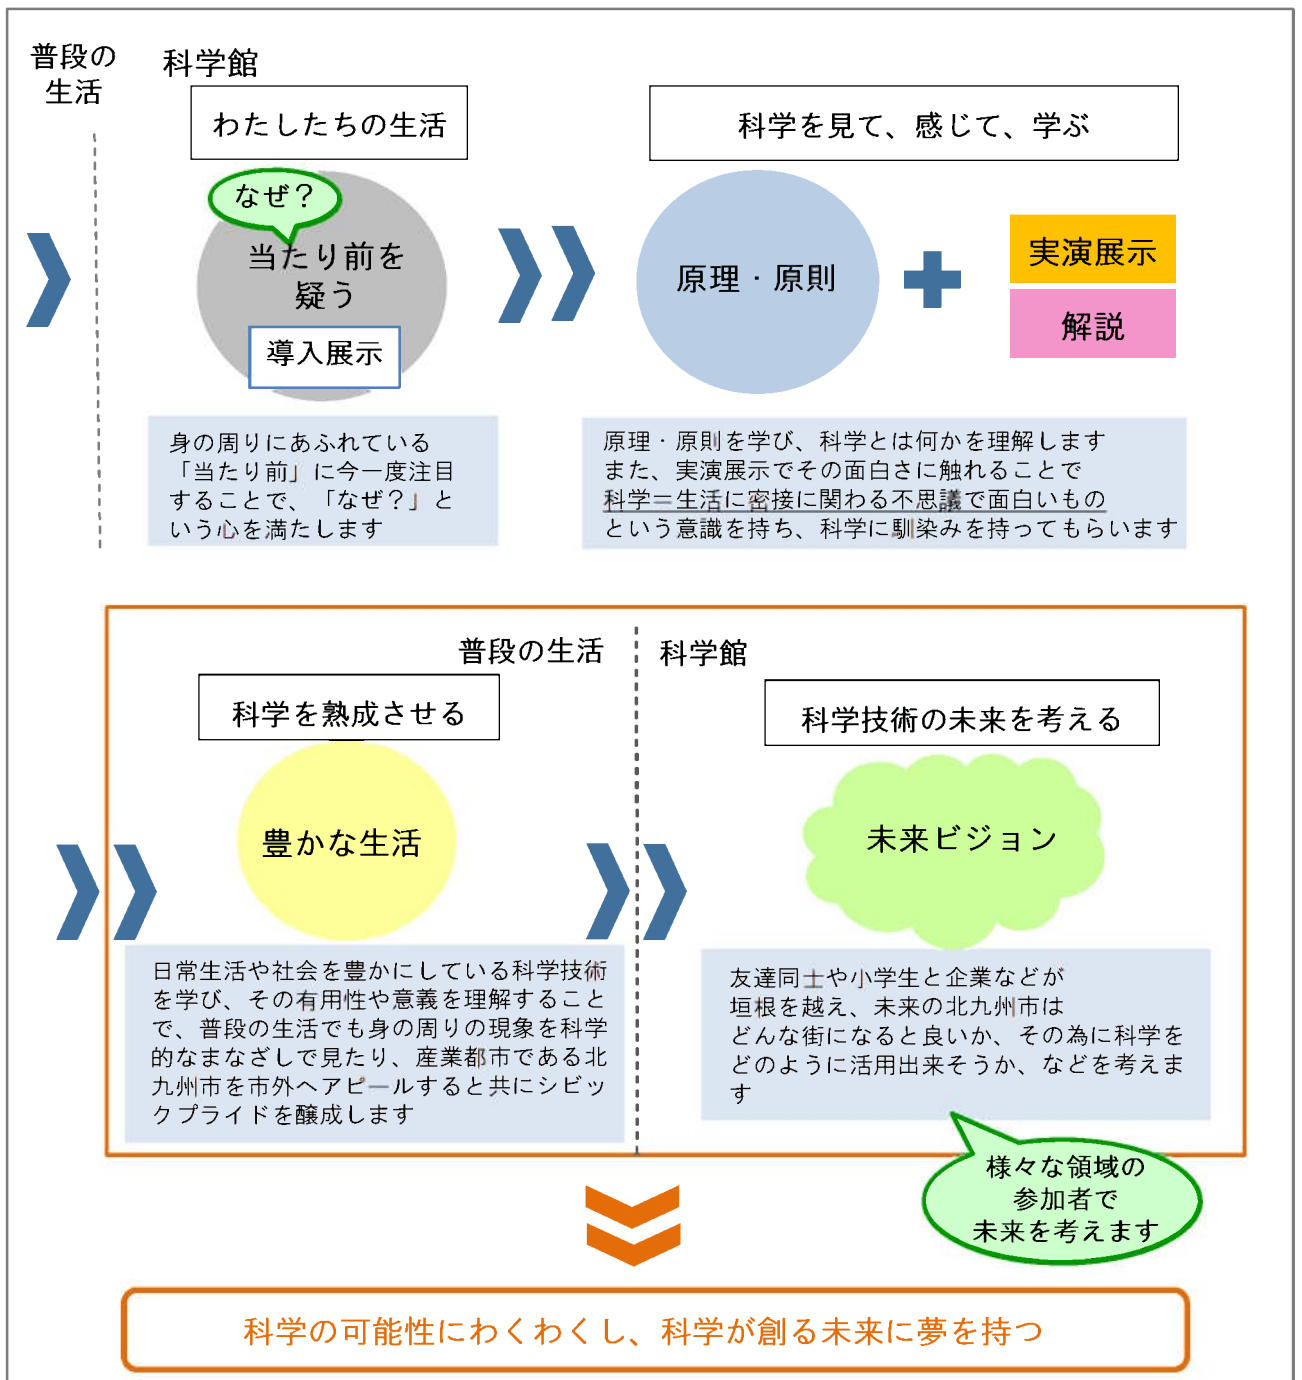 普段の
生活
科学館
わたしたちの生活
科学を見て、感じて、学ぶ
なぜ？
当たり前を
疑う
導入展示
原理・原則
実演展示
解説
身の周りにあふれている
「当たり前」に今一度注目
することで、「なぜ？」と
いう心を満たします
原理・原則を学び、科学とは何かを理解します
また、実演展示でその面白さに触れることで
科学＝生活に密接に関わる不思議で面白いもの
という意識を持ち、科学に馴染みを持ってもらいます
普段の生活
科学館
科学を熟成させる
科学技術の未来を考える
豊かな生活
未来ビジョン
日常生活や社会を豊かにしている科学技術
を学び、その有用性や意義を理解すること
で、普段の生活でも身の周りの現象を科学
的なまなざしで見たり、産業都市である北
九州市を市外へアピールすると共にシビッ
クプライドを醸成します
友達同士や小学生と企業などが
垣根を越え、未来の北九州市は
どんな街になると良いか、その為に科学を
どのように活用出来そうか、などを考えま
す
様々な領域の
参加者で
未来を考えます
科学の可能性にわくわくし、科学が創る未来に夢を持つ